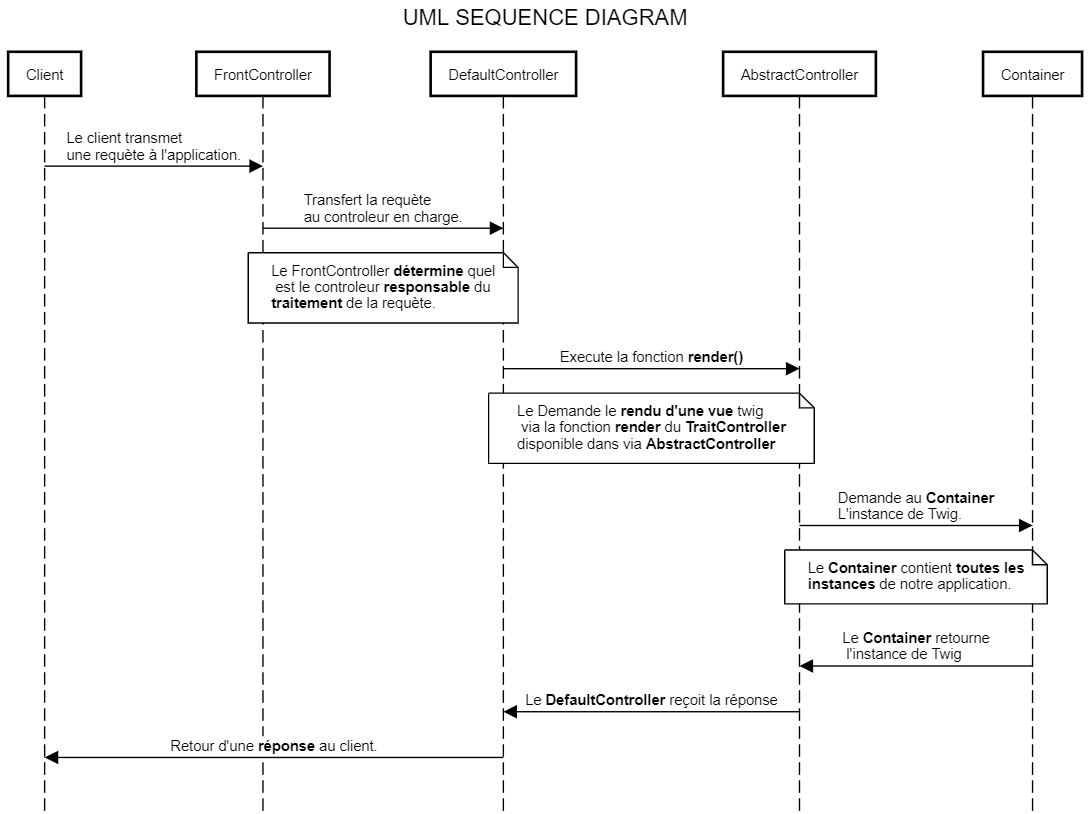 UML SEQUENCE DIAGRAM
Client
FrontController
DefaultController
AbstractController
Container
Le client transmet
une requète à l'application.
Transfert la requète
au controleur en charge.
Le FrontController détermine quel
est le controleur responsable du
traitement de la requète.
Execute la fonction render()
Le Demande le rendu d'une vue twig
via la fonction render du TraitController
disponible dans via AbstractController
Demande au Container
L'instance de Twig.
Le Container contient toutes les
instances de notre application.
Le Container retourne
l'instance de Twig
Le DefaultController reçoit la réponse
Retour d'une réponse au client.